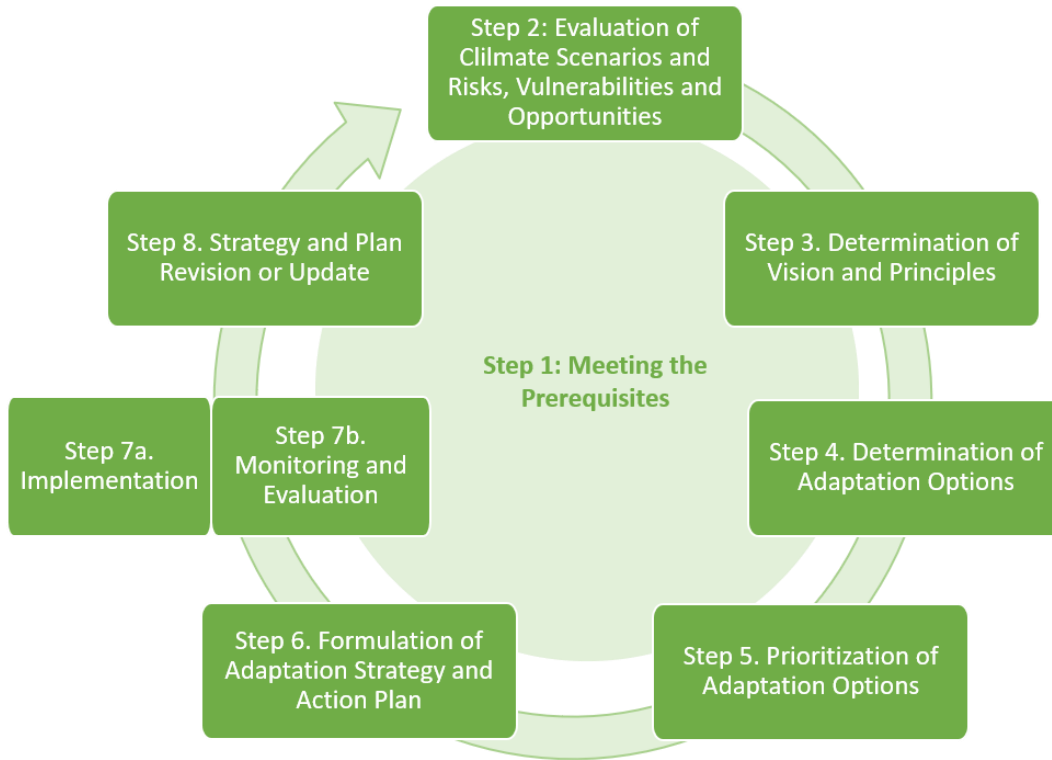 Step 2: Evaluation of
Clilmate Scenarios and
Risks, Vulnerabilities and
Opportunities
Step 3. Determination of
Vision and Principles
Step 4. Determination of
Adaptation Options
Step 5. Prioritization of
Adaptation Options
Step 6. Formulation of
Adaptation Strategy and
Action Plan
Step 7a.
Implementation
Step 7b.
Monitoring and
Evaluation
Step 8. Strategy and Plan
Revision or Update
Step 1: Meeting the
Prerequisites